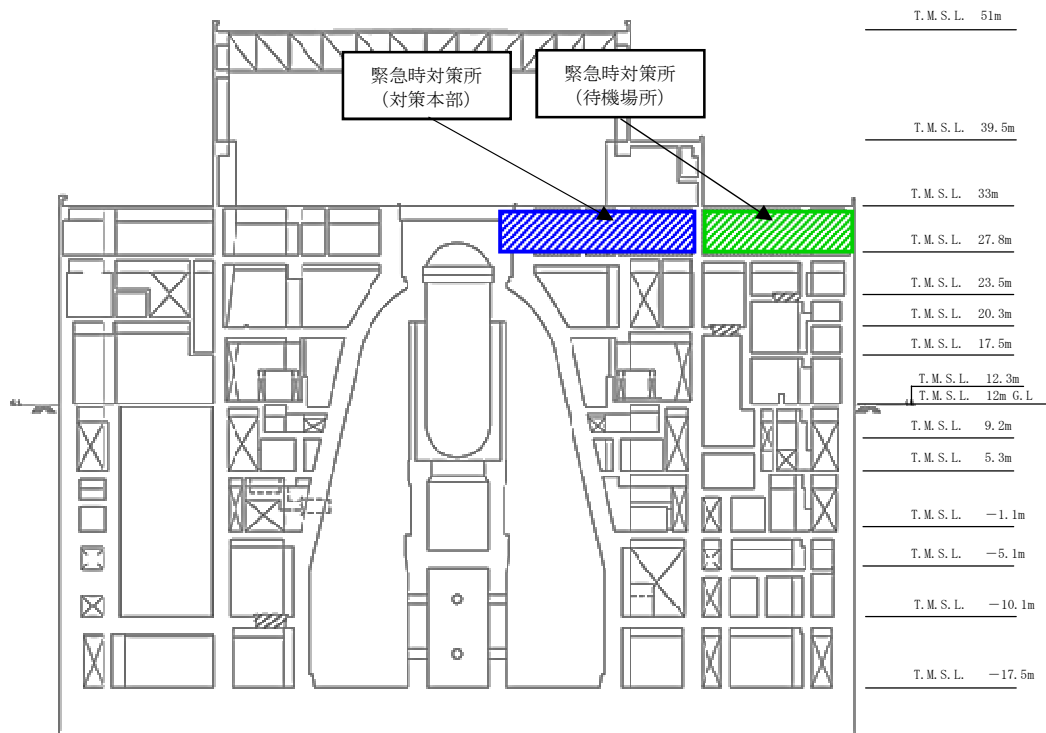 T.M.S.L. 51m
緊急時対策所
(対策本部)
緊急時対策所
(待機場所)
T.M.S.L. 39.5m
T.M.S.L. 33m
T.M.S.L. 27.8m
T.M.S.L. 23.5m
T.M.S.L. 20.3m
T.M.S.L. 17.5m
T.M.S.L. 12.3m
T.M.S.L. 12m G.L
T.M.S.L. 9.2m
T.M.S.L. 5.3m
T.M.S.L. －1.1m
T.M.S.L. －5.1m
T.M.S.L. －10.1m
T.M.S.L. －17.5m